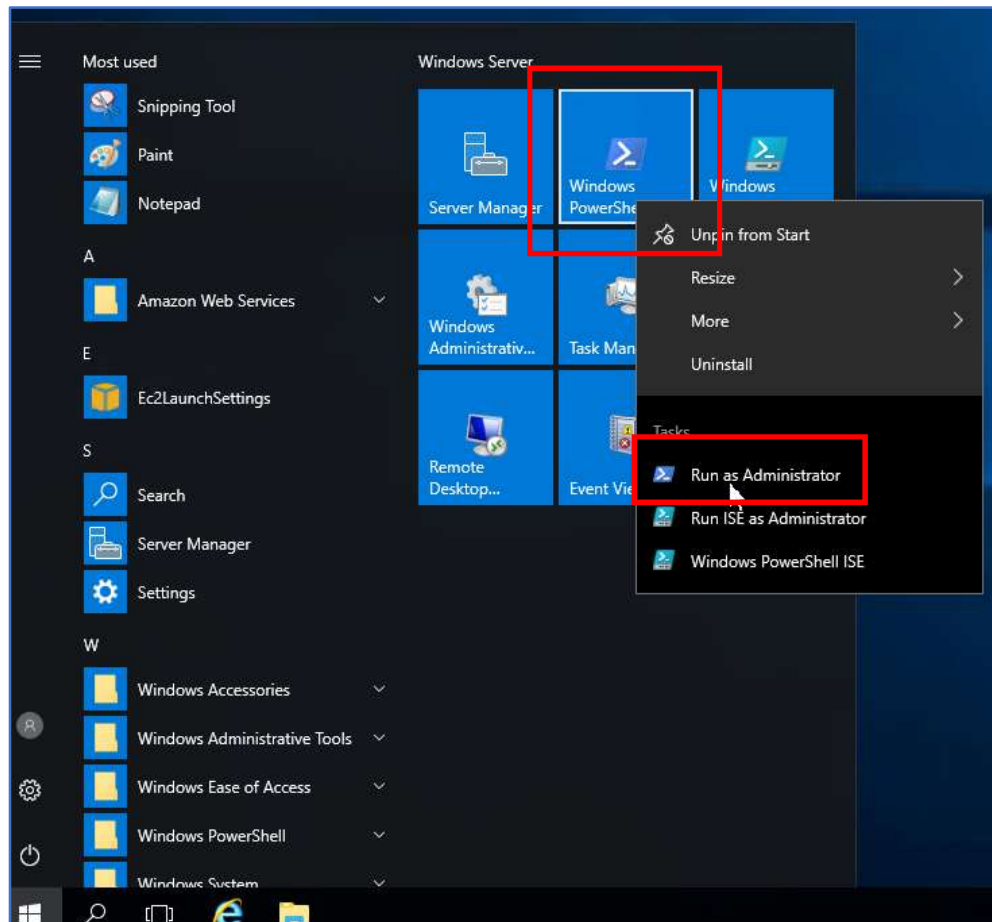 Most used
Snipping Tool
Paint
Notepad
A
Amazon Web Services
E
Ec2LaunchSettings
S
Search
Server Manager
Settings
W
Windows Accessories
Windows Administrative Tools
Windows Ease of Access
Windows PowerShell
Windows System
Windows Server
Server Manager
Windows
PowerShe
Windows
Windows
Administrativ...
Task Man
Remote
Desktop...
Event Vie
Unpin from Start
Resize
More
Uninstall
Tasks
Run as Administrator
Run ISE as Administrator
Windows PowerShell ISE